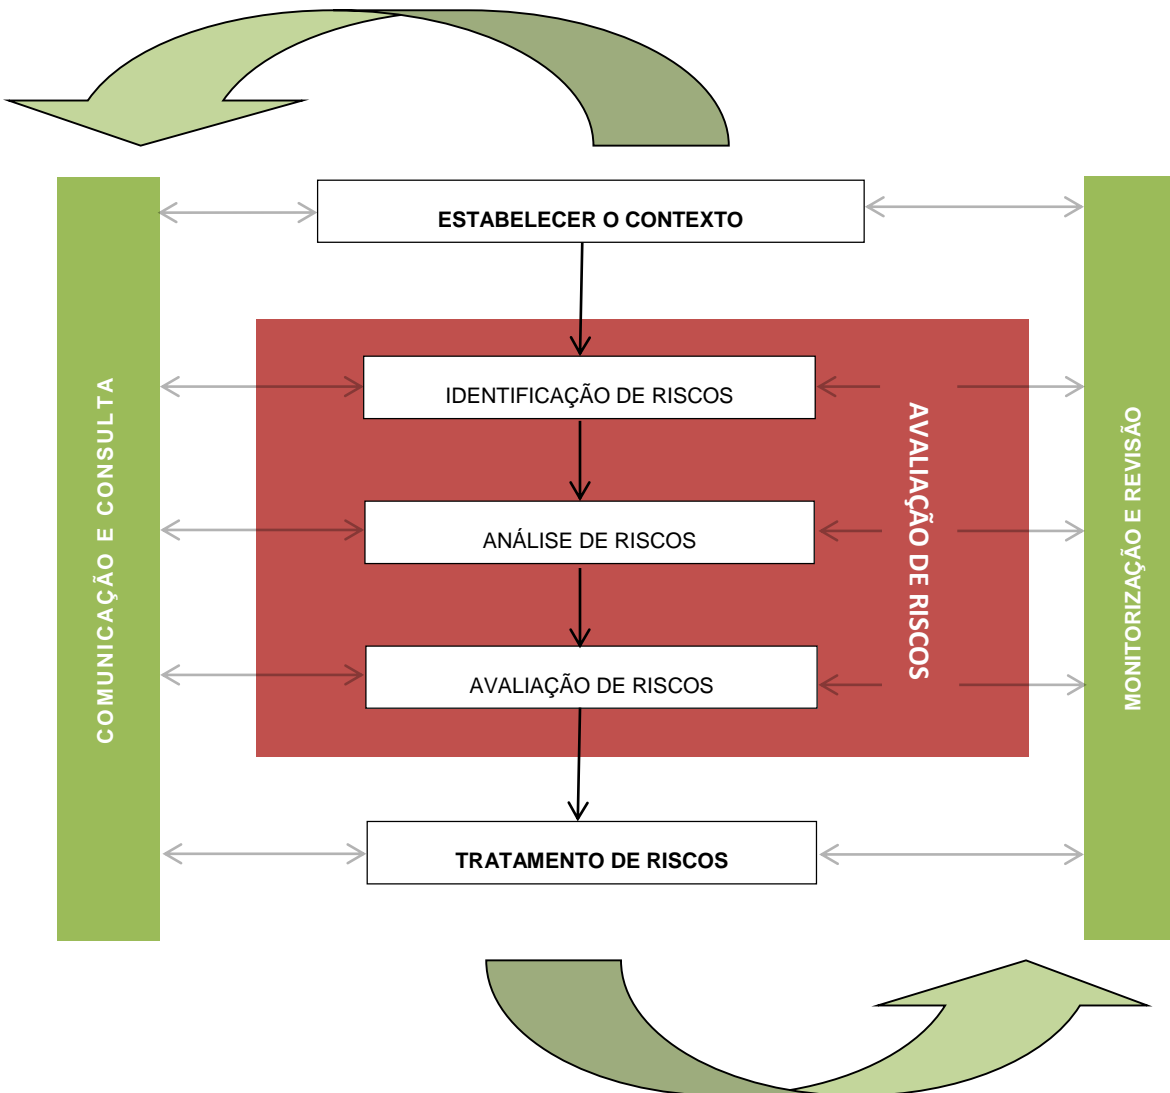 ESTABELECER O CONTEXTO
COMUNICAÇÃO E CONSULTA
IDENTIFICAÇÃO DE RISCOS
ANÁLISE DE RISCOS
AVALIAÇÃO DE RISCOS
AVALIAÇÃO DE RISCOS
MONITORIZAÇÃO E REVISÃO
TRATAMENTO DE RISCOS